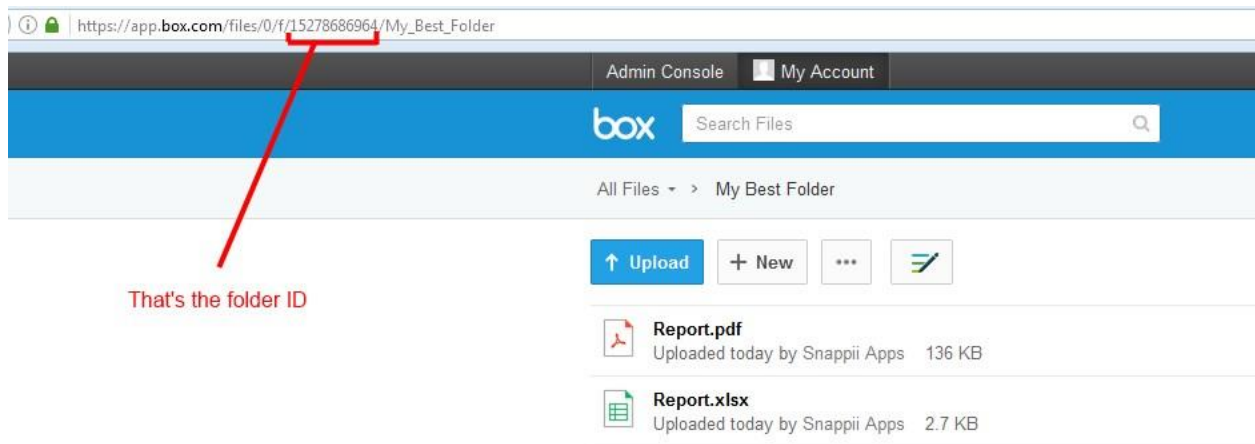 https://app.box.com/files/0/f/15278686964/My_Best_Folder
Admin Console My Account
box Search Files
All Files > My Best Folder
Upload + New ...
That's the folder ID
Report.pdf
Uploaded today by Snappii Apps 136 KB
Report.xlsx
Uploaded today by Snappii Apps 2.7 KB